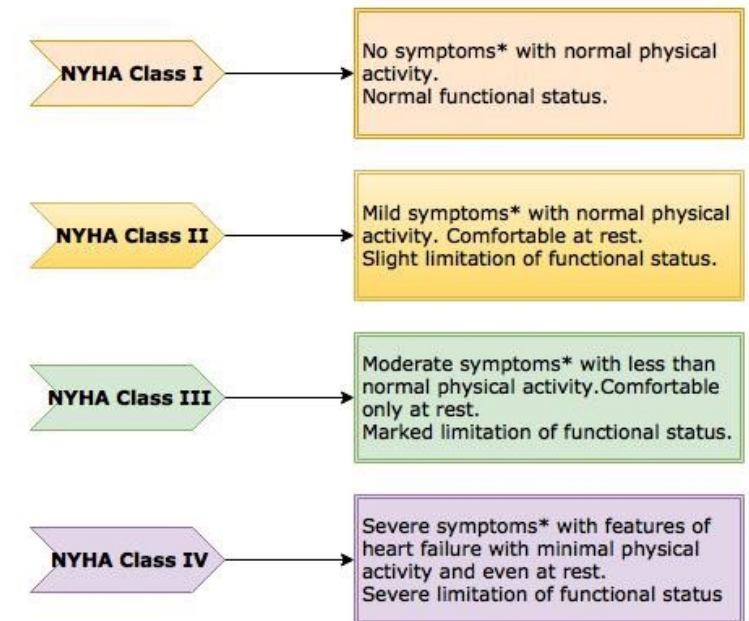 NYHA Class I
No symptoms* with normal physical
activity.
Normal functional status.
NYHA Class II
Mild symptoms* with normal physical
activity. Comfortable at rest.
Slight limitation of functional status.
NYHA Class III
Moderate symptoms* with less than
normal physical activity.Comfortable
only at rest.
Marked limitation of functional status.
NYHA Class IV
Severe symptoms* with features of
heart failure with minimal physical
activity and even at rest.
Severe limitation of functional status